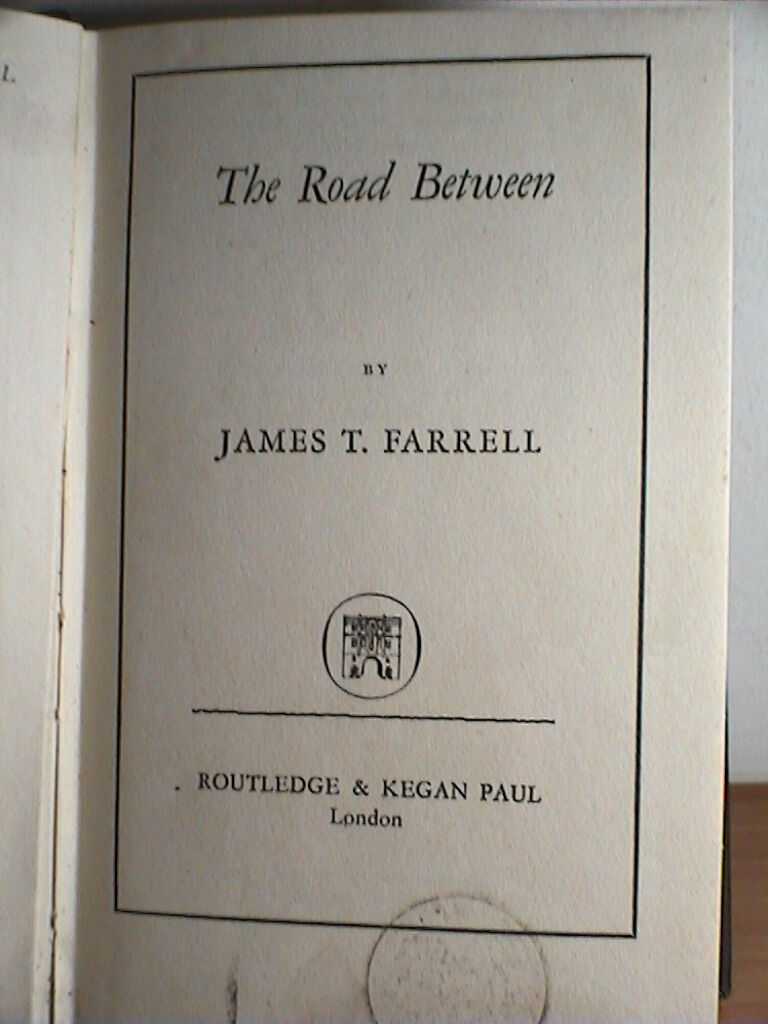 The Road Between
BY
JAMES T. FARRELL
ROUTLEDGE & KEGAN PAUL
London